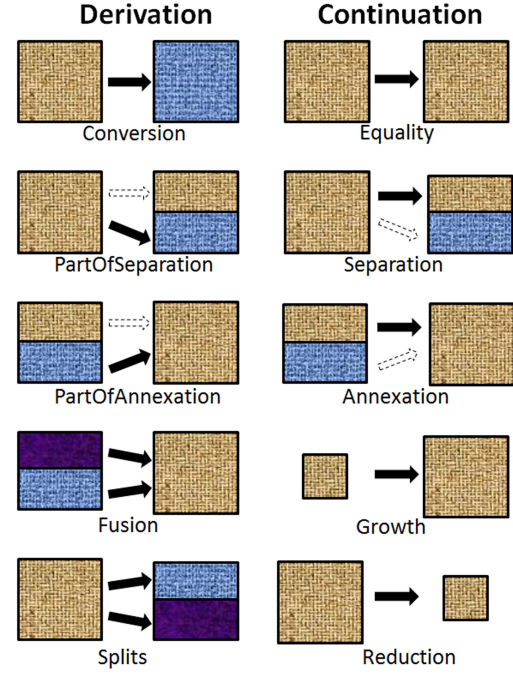 Derivation
Continuation
Conversion
Equality
PartOfSeparation
Separation
PartOfAnnexation
Annexation
Fusion
Growth
Splits
Reduction